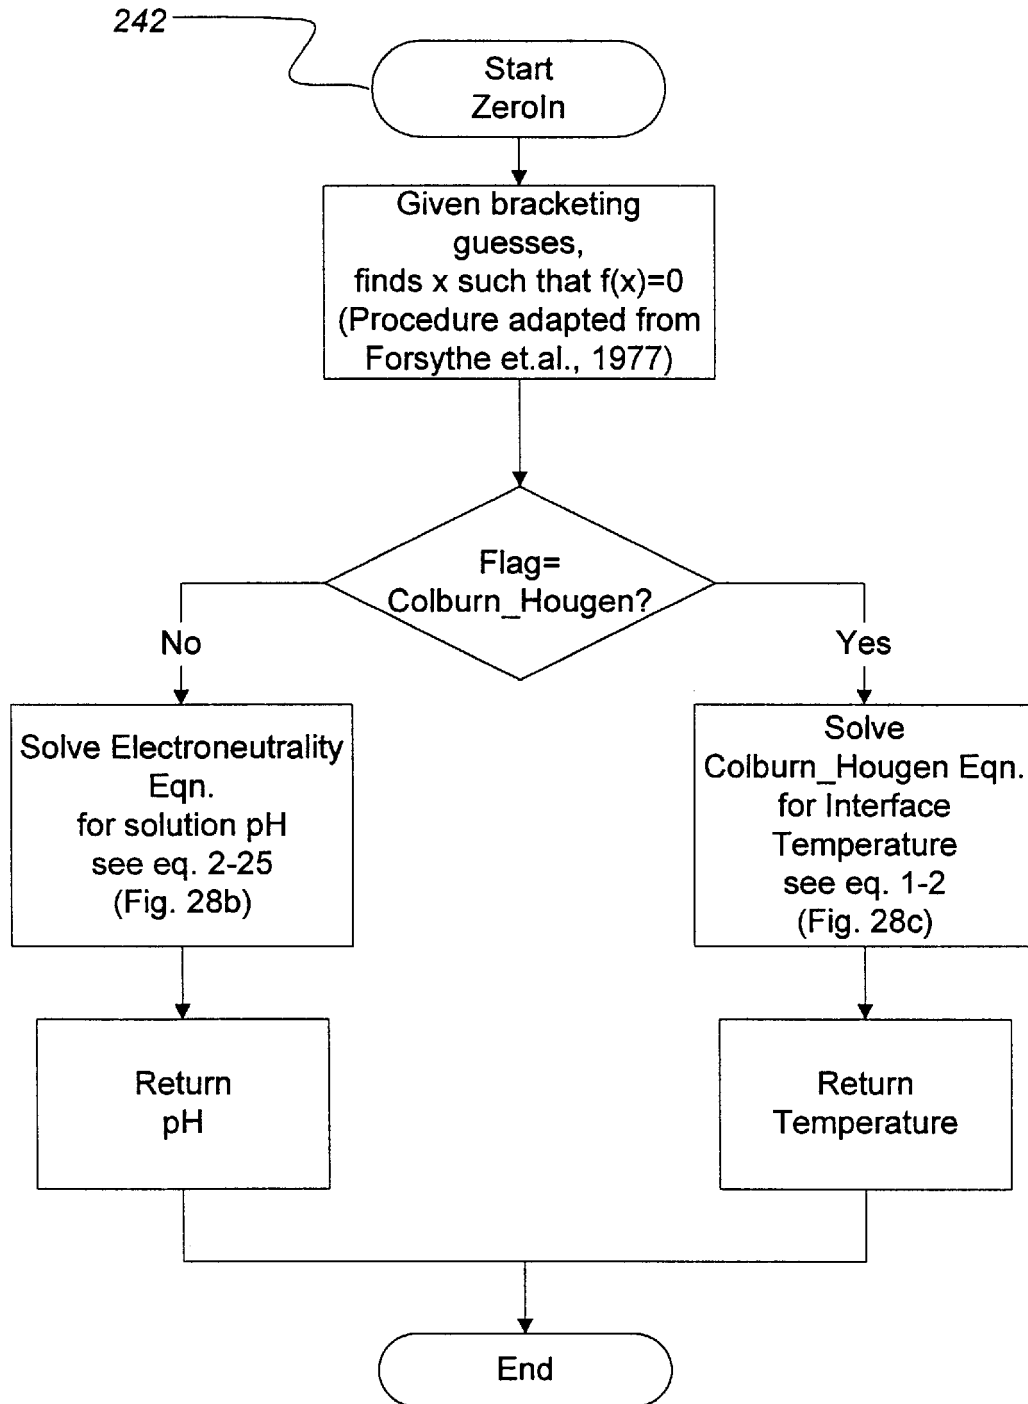 242
Start
ZeroIn
Given bracketing
guesses,
finds x such that f(x)=0
(Procedure adapted from
Forsythe et.al., 1977)
Flag=
Colburn_Hougen?
No
Yes
Solve Electroneutrality
Eqn.
for solution pH
see eq. 2-25
(Fig. 28b)
Solve
Colburn_Hougen Eqn.
for Interface
Temperature
see eq. 1-2
(Fig. 28c)
Return
pH
Return
Temperature
End